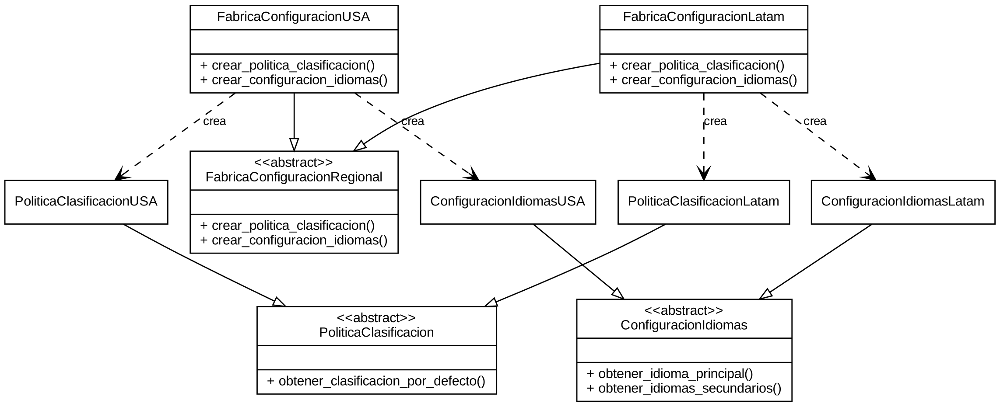 FabricaConfiguracionUSA
+ crear_politica_clasificacion()
+ crear_configuracion_idiomas()
FabricaConfiguracionLatam
+ crear_politica_clasificacion()
+ crear_configuracion_idiomas()
crea
crea
crea
crea
PoliticaClasificacionUSA
<<abstract>>
FabricaConfiguracionRegional
+ crear_politica_clasificacion()
+ crear_configuracion_idiomas()
ConfiguracionIdiomasUSA
PoliticaClasificacionLatam
ConfiguracionIdiomasLatam
<<abstract>>
PoliticaClasificacion
+ obtener_clasificacion_por_defecto()
<<abstract>>
ConfiguracionIdiomas
+ obtener_idioma_principal()
+ obtener_idiomas_secundarios()